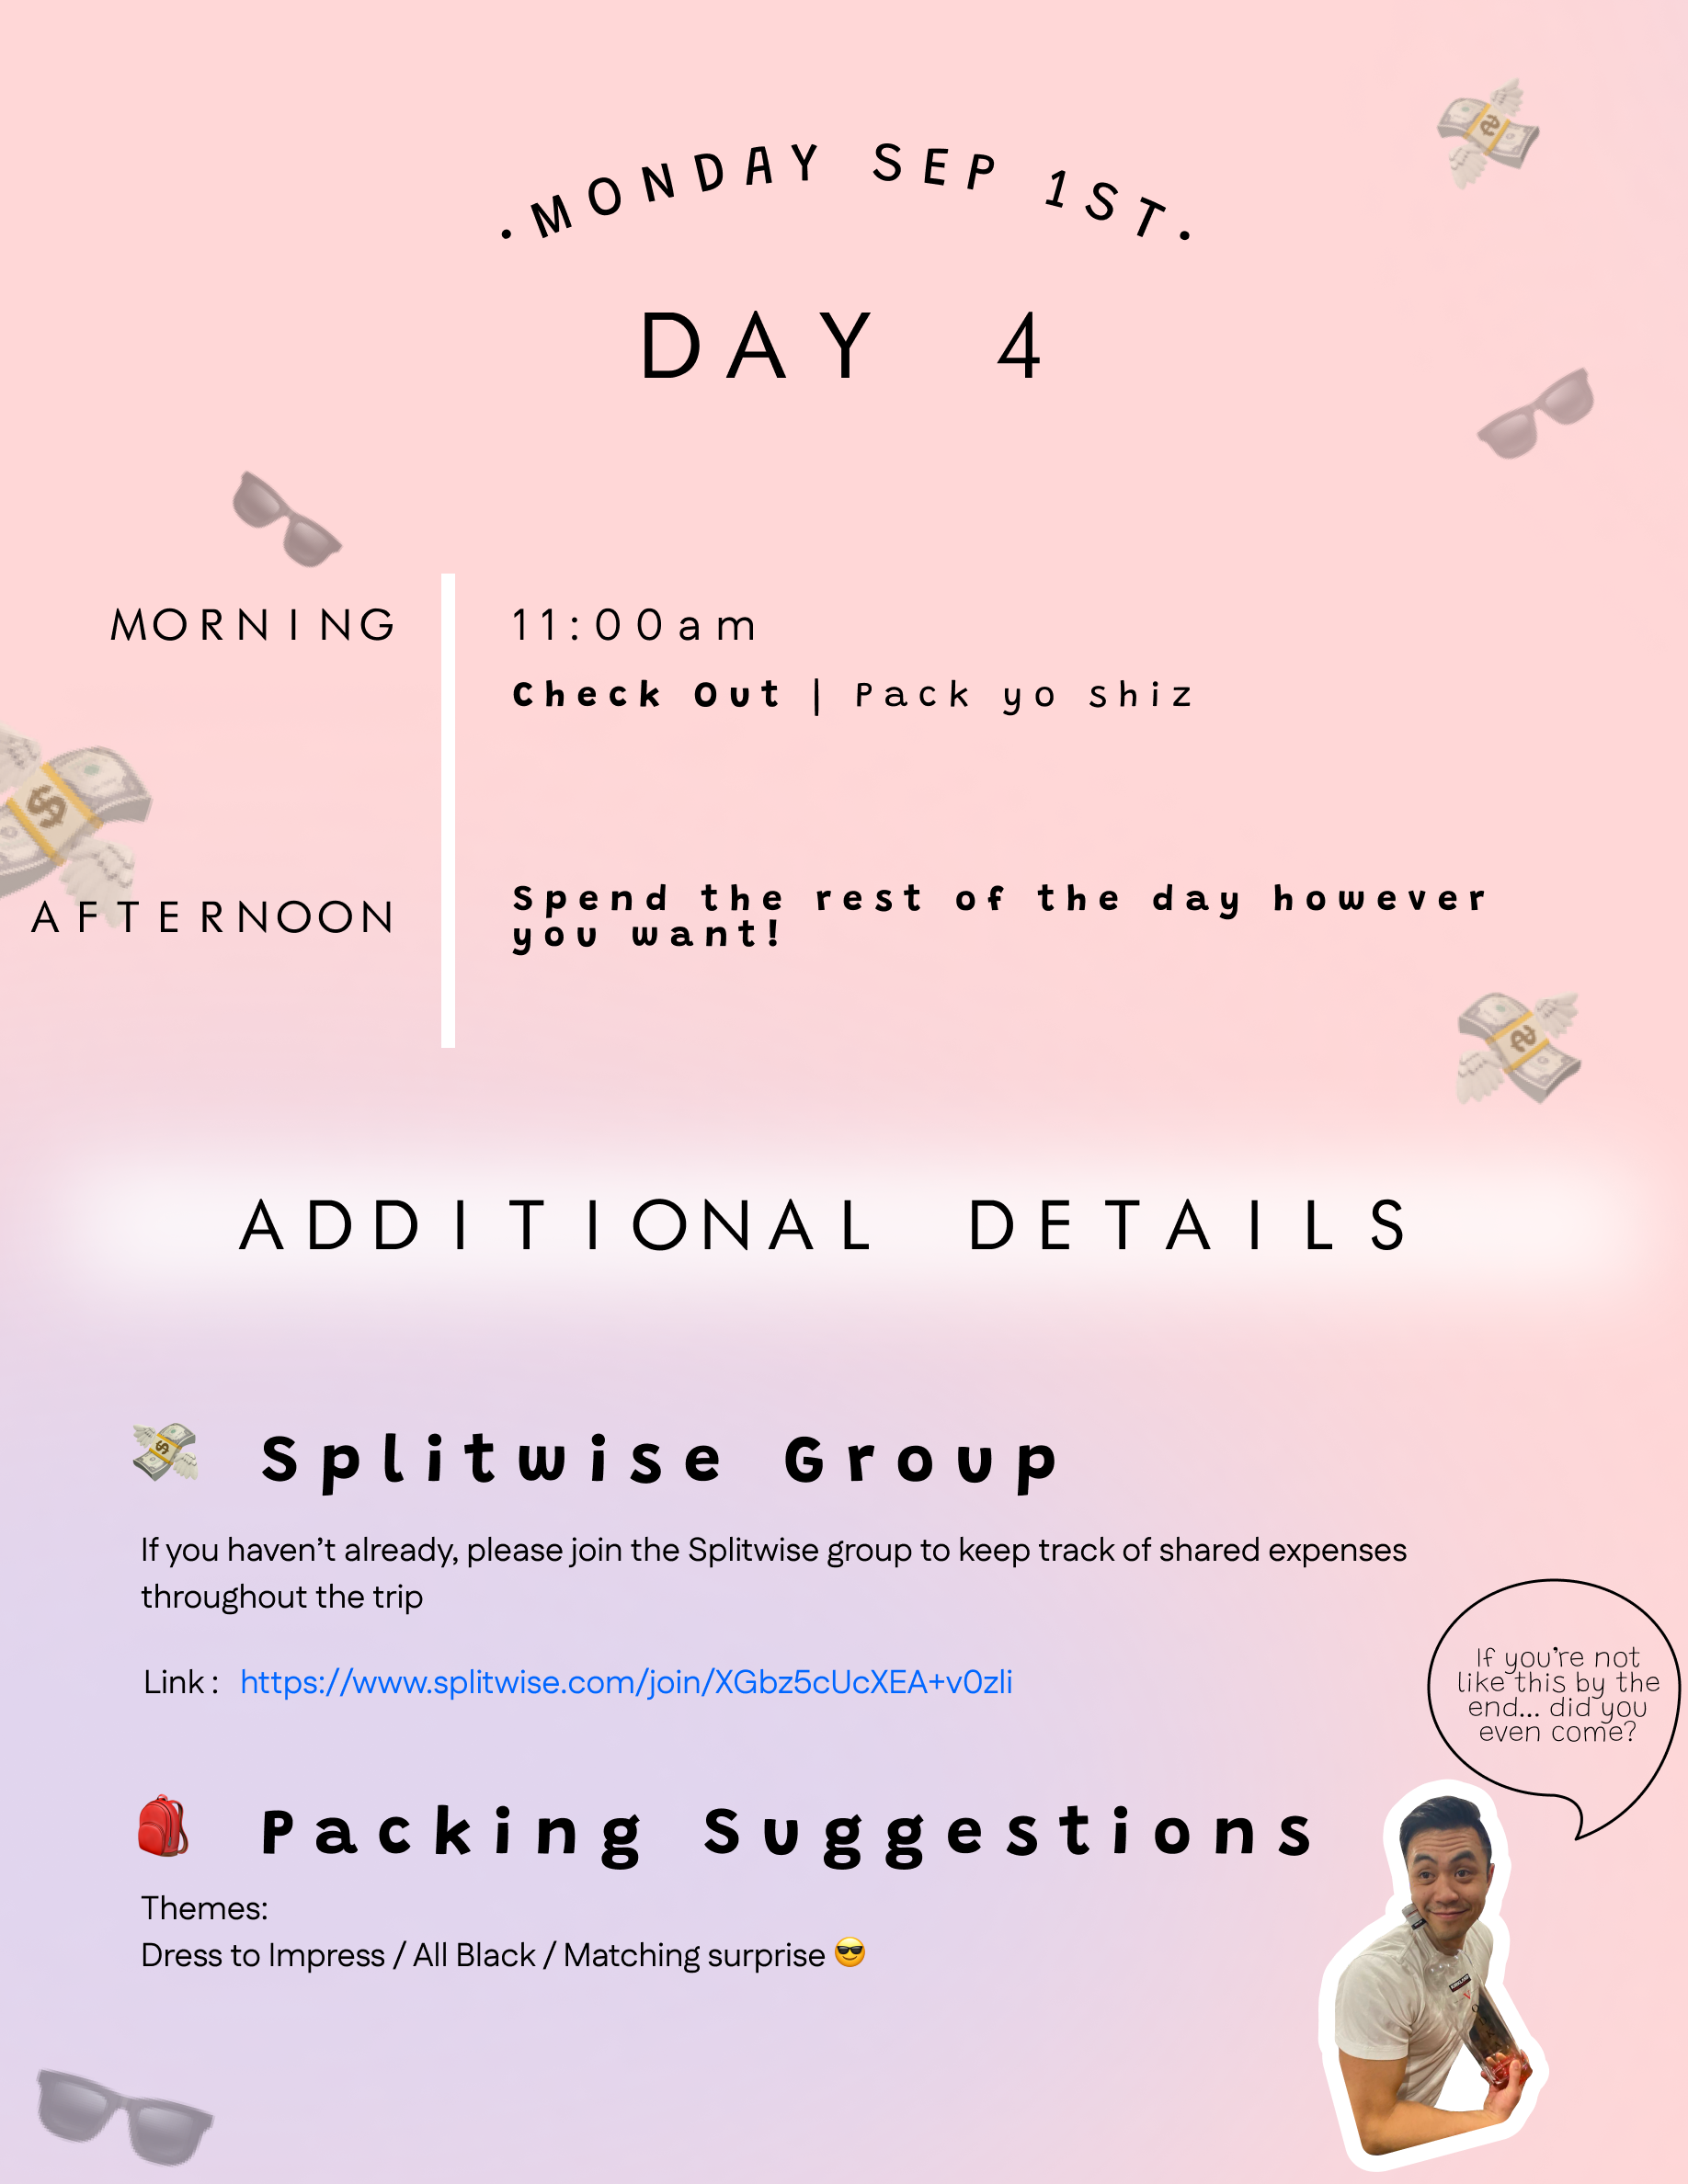 .MONDAY SEP 1ST.
DAY 4
MORNING
11:00am
Check Out | Pack yo shiz
AFTERNOON
Spend the rest of the day however
you want!
ADDITIONAL DETAILS
Splitwise Group
If you haven't already, please join the Splitwise group to keep track of shared expenses
throughout the trip
Link : https://www.splitwise.com/join/XGbz5cUcXEA+v0zli
If you're not
like this by the
end... did you
even come?
Packing Suggestions
Themes:
Dress to Impress / All Black / Matching surprise 😎
KIRKLAND